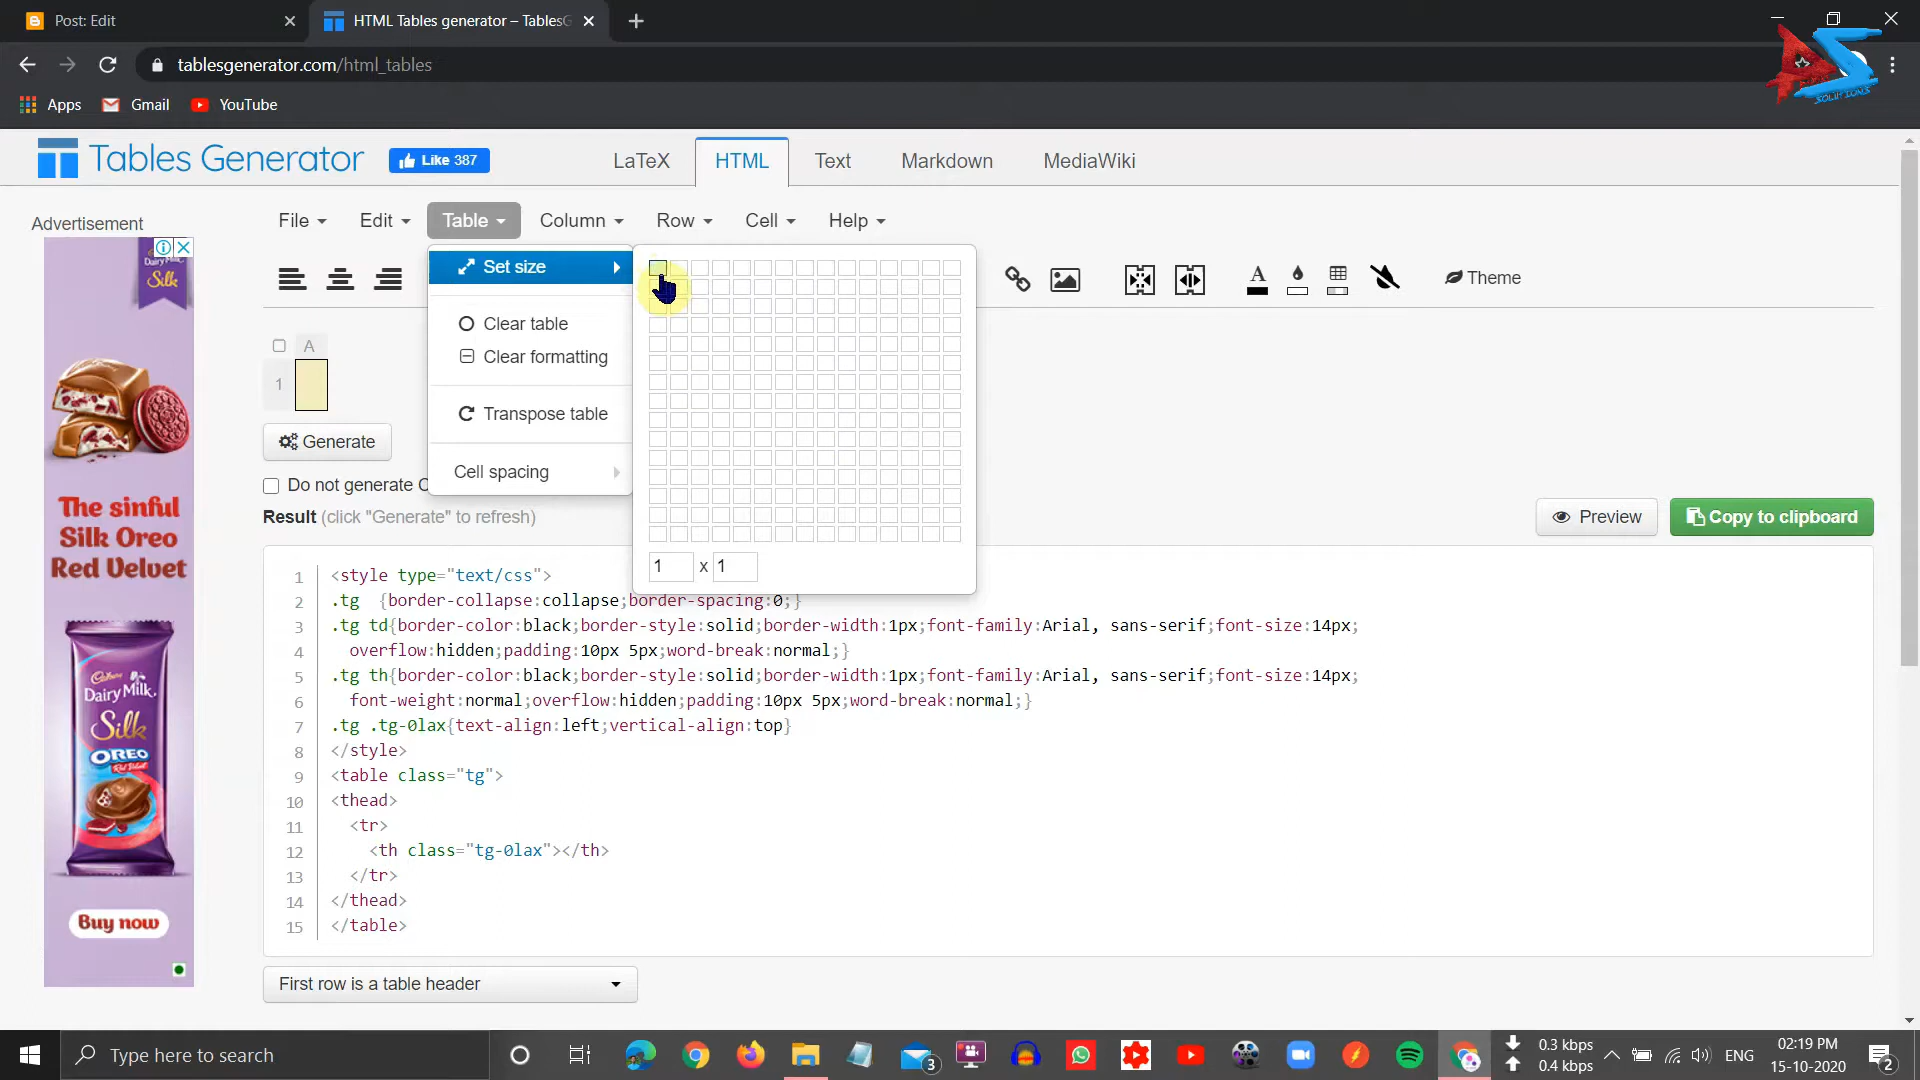 Post: Edit
HTML Tables generator – TablesG
tablesgenerator.com/html_tables
Apps
Gmail
YouTube
SOLUTIONS
Tables Generator
Like 387
LaTeX
HTML
Text
Markdown
MediaWiki
Advertisement
File
Edit
Table
Column
Row
Cell
Help
Set size
Clear table
Clear formatting
Transpose table
Cell spacing
1 x 1
A
Theme
A
1
Generate
Do not generate C
Result (click "Generate" to refresh)
Preview
Copy to clipboard
1 <style type="text/css">
2 .tg {border-collapse:collapse;border-spacing:0;}
3 .tg td{border-color:black;border-style:solid;border-width:1px;font-family:Arial, sans-serif;font-size:14px;
4 overflow:hidden;padding:10px 5px;word-break:normal;}
5 .tg th{border-color:black;border-style:solid;border-width:1px;font-family:Arial, sans-serif;font-size:14px;
6 font-weight:normal;overflow:hidden;padding:10px 5px;word-break:normal;}
7 .tg .tg-0lax{text-align:left;vertical-align:top}
8 </style>
9 <table class="tg">
10 <thead>
11 <tr>
12 <th class="tg-0lax"></th>
13 </tr>
14 </thead>
15 </table>
First row is a table header
Dairy Milk
Silk
The sinful
Silk Oreo
Red Velvet
Cadbury
Dairy Milk
Silk
OREO
Red Velvet
Buy now
Type here to search
3
0.3 kbps
0.4 kbps
ENG
02:19 PM
15-10-2020
2